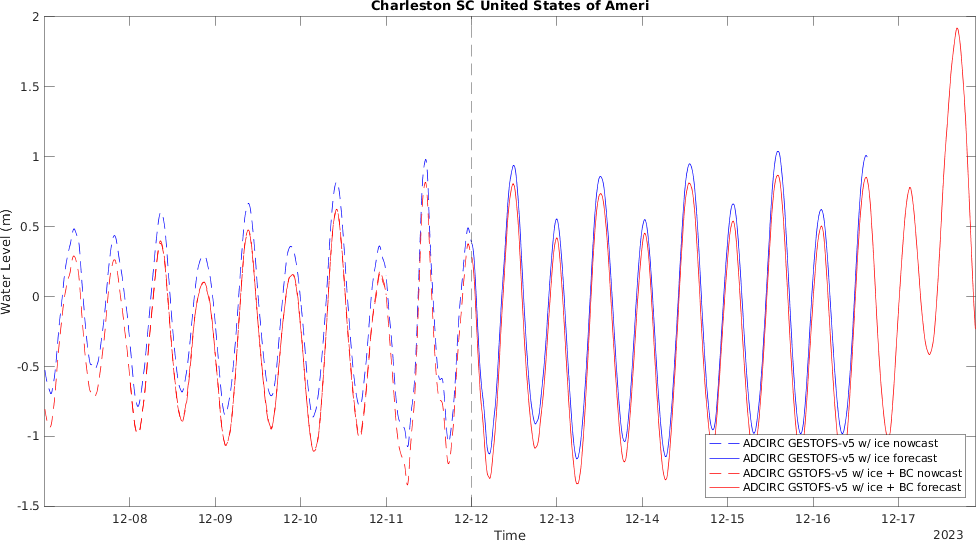 Charleston SC United States of Ameri
2
1.5
1
0.5
0
-0.5
-1
-1.5
Water Level (m)
12-08 12-09 12-10 12-11 12-12 12-13 12-14 12-15 12-16 12-17
Time
2023
ADCIRC GESTOFS-v5 w/ ice nowcast
ADCIRC GESTOFS-v5 w/ ice forecast
ADCIRC GSTOFS-v5 w/ ice + BC nowcast
ADCIRC GSTOFS-v5 w/ ice + BC forecast